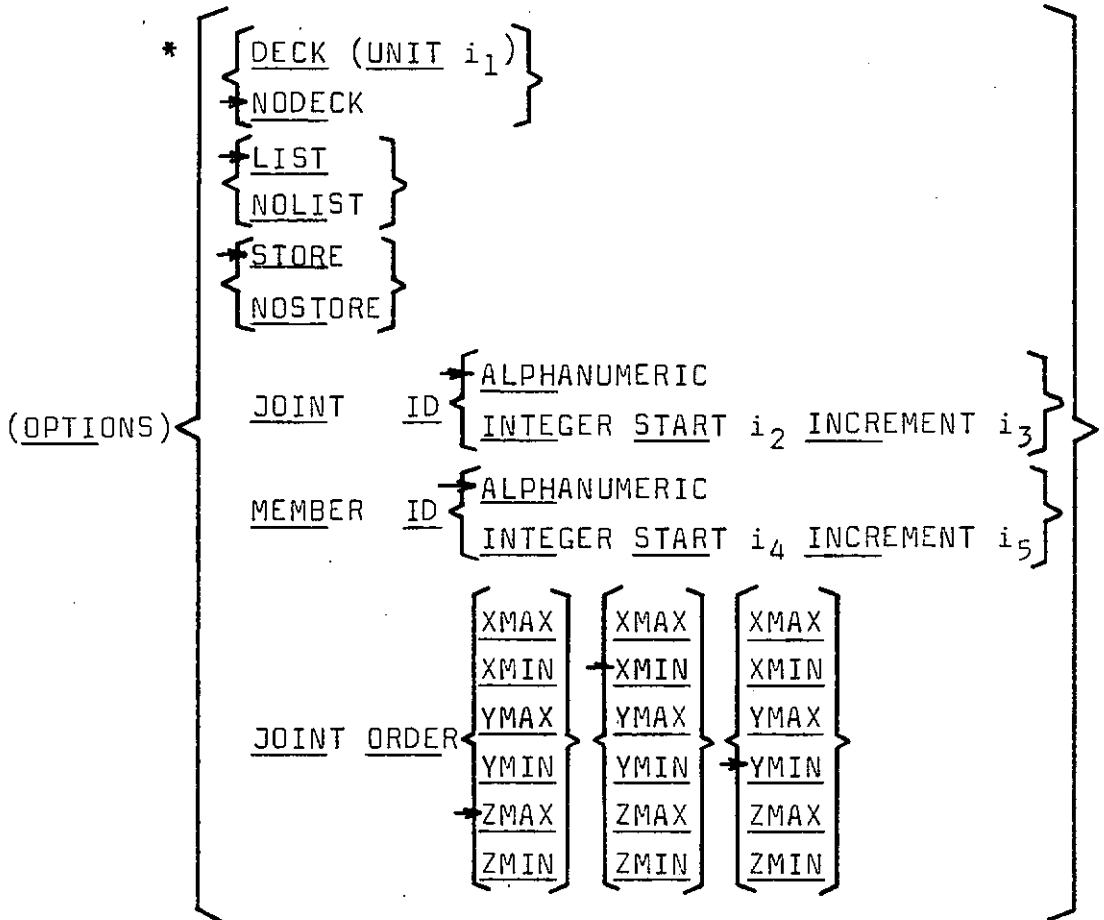 * DECK (UNIT i1)
NODECK
LIST
NOLIST
STORE
NOSTORE
ALPHANUMERIC
(OPTIONS) JOINT ID INTEGER START i2 INCREMENT i3
ALPHANUMERIC
MEMBER ID INTEGER START i4 INCREMENT i5
XMAX XMAX XMAX
XMIN XMIN XMIN
YMAX YMAX YMAX
JOINT ORDER YMIN YMIN YMIN
ZMAX ZMAX ZMAX
ZMIN ZMIN ZMIN